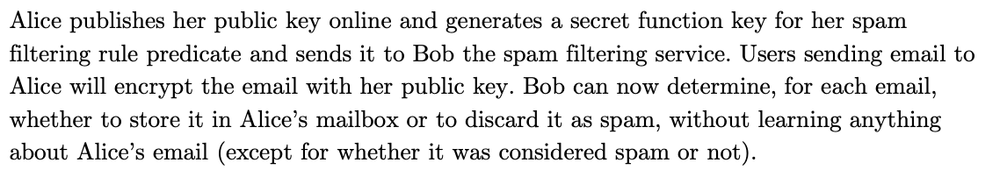 Alice publishes her public key online and generates a secret function key for her spam
filtering rule predicate and sends it to Bob the spam filtering service. Users sending email to
Alice will encrypt the email with her public key. Bob can now determine, for each email,
whether to store it in Alice’s mailbox or to discard it as spam, without learning anything
about Alice’s email (except for whether it was considered spam or not).